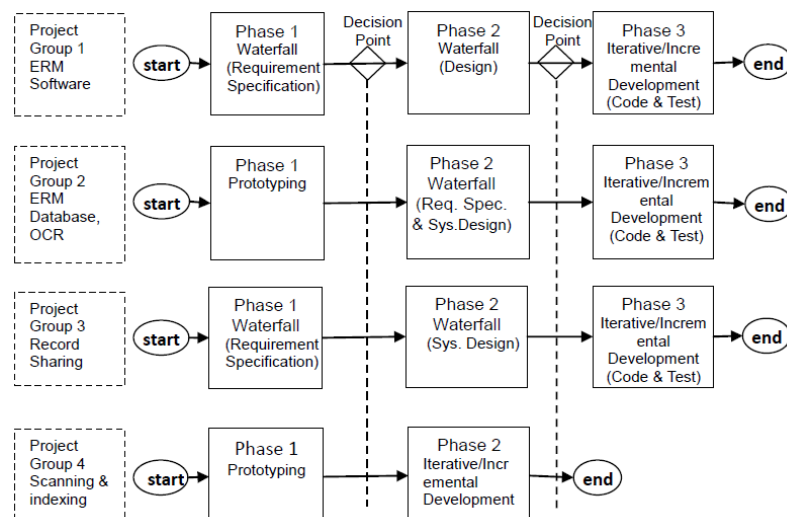 Project
Group 1
ERM
Software
start
Phase 1
Waterfall
(Requirement
Specification)
Decision
Point
Phase 2
Waterfall
(Design)
Decision
Point
Phase 3
Iterative/Incre
mental
Development
(Code & Test)
end
Project
Group 2
ERM
Database,
OCR
start
Phase 1
Prototyping
Phase 2
Waterfall
(Req. Spec.
& Sys.Design)
Phase 3
Iterative/Increm
ental
Development
(Code & Test)
end
Project
Group 3
Record
Sharing
start
Phase 1
Waterfall
(Requirement
Specification)
Phase 2
Waterfall
(Sys. Design)
Phase 3
Iterative/Increm
ental
Development
(Code & Test)
end
Project
Group 4
Scanning &
indexing
start
Phase 1
Prototyping
Phase 2
Iterative/Incr
emental
Development
end